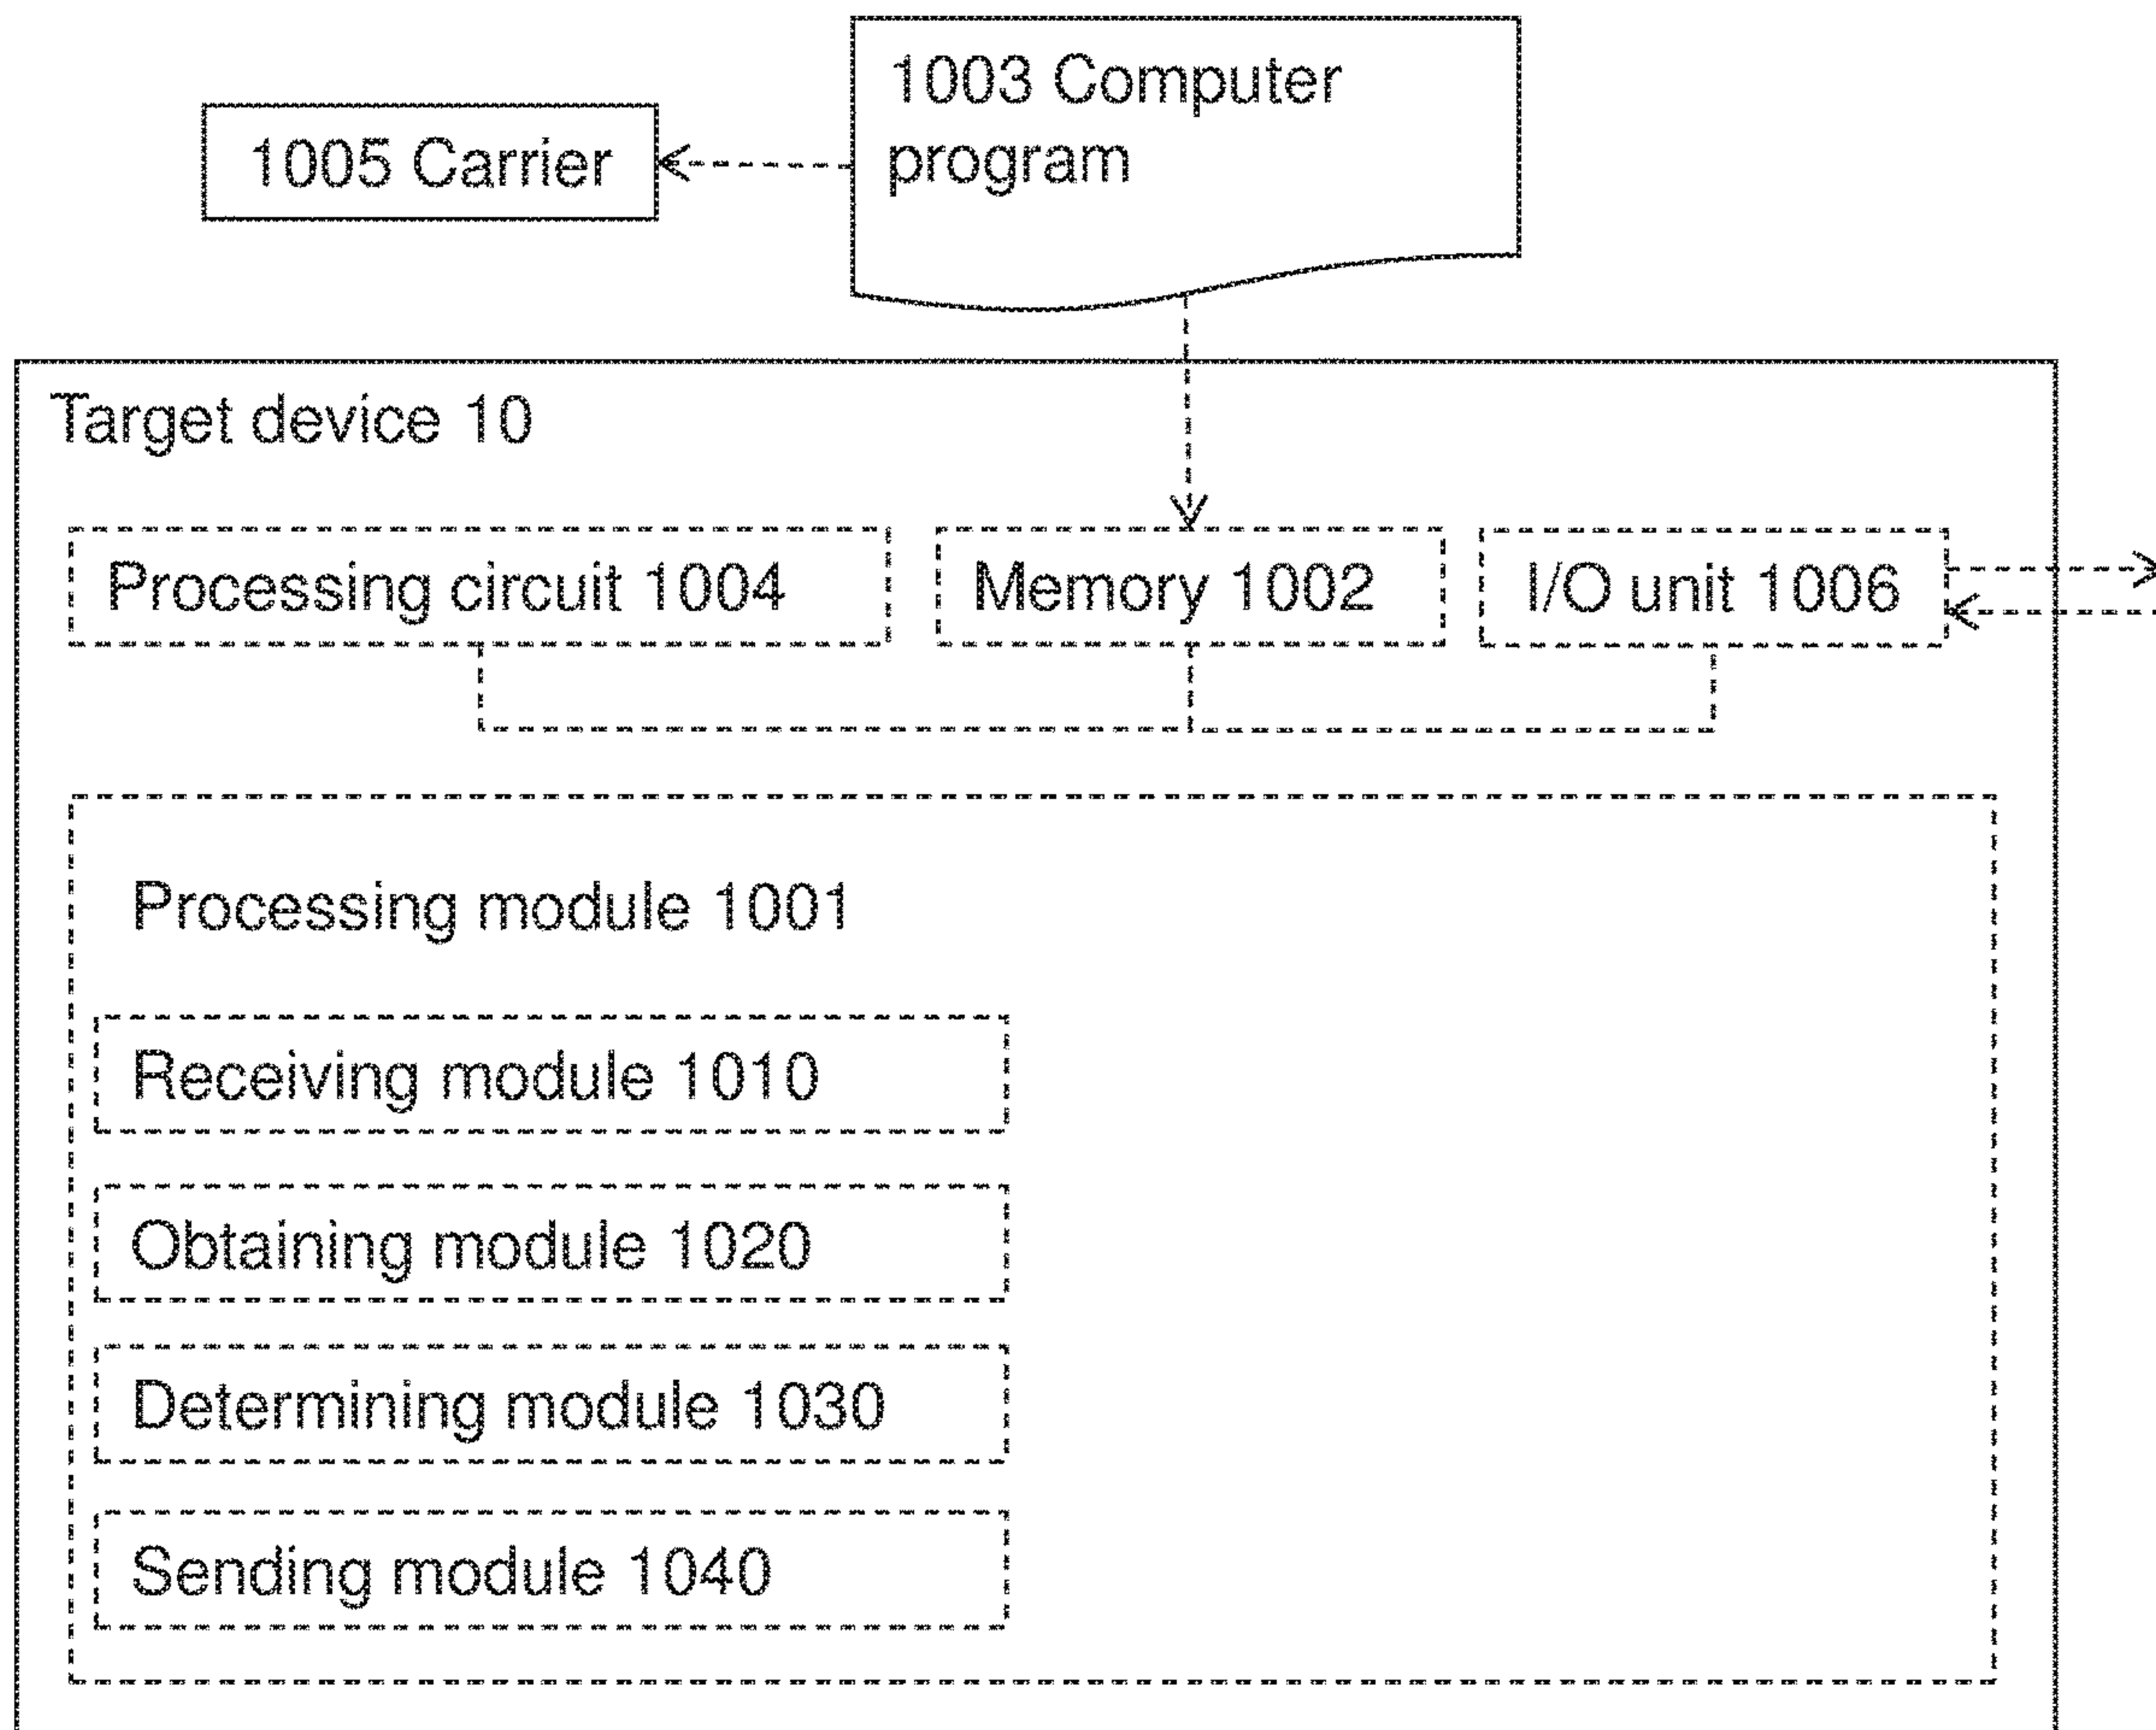 1003 Computer
program
1005 Carrier
Target device 10
Processing circuit 1004
Memory 1002
I/O unit 1006
Processing module 1001
Receiving module 1010
Obtaining module 1020
Determining module 1030
Sending module 1040